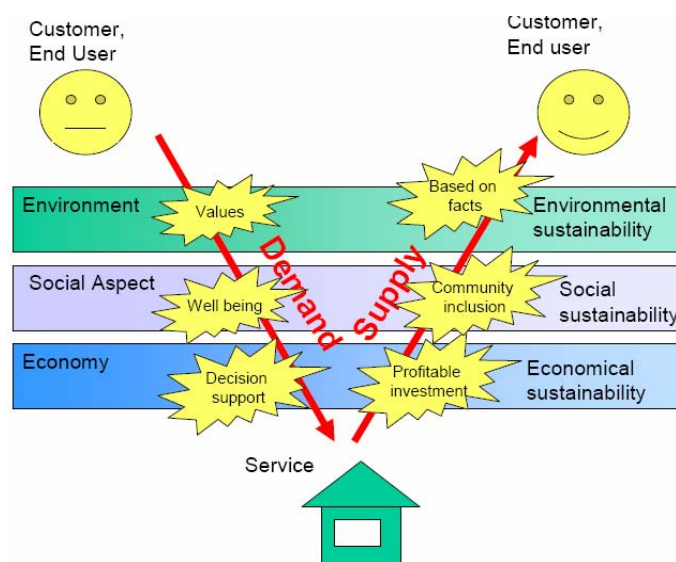 Customer,
End User
Customer,
End user
Environment
Values
Based on
facts
Environmental
sustainability
Demand
Supply
Social Aspect
Well being
Community
inclusion
Social
sustainability
Economy
Decision
support
Profitable
investment
Economical
sustainability
Service